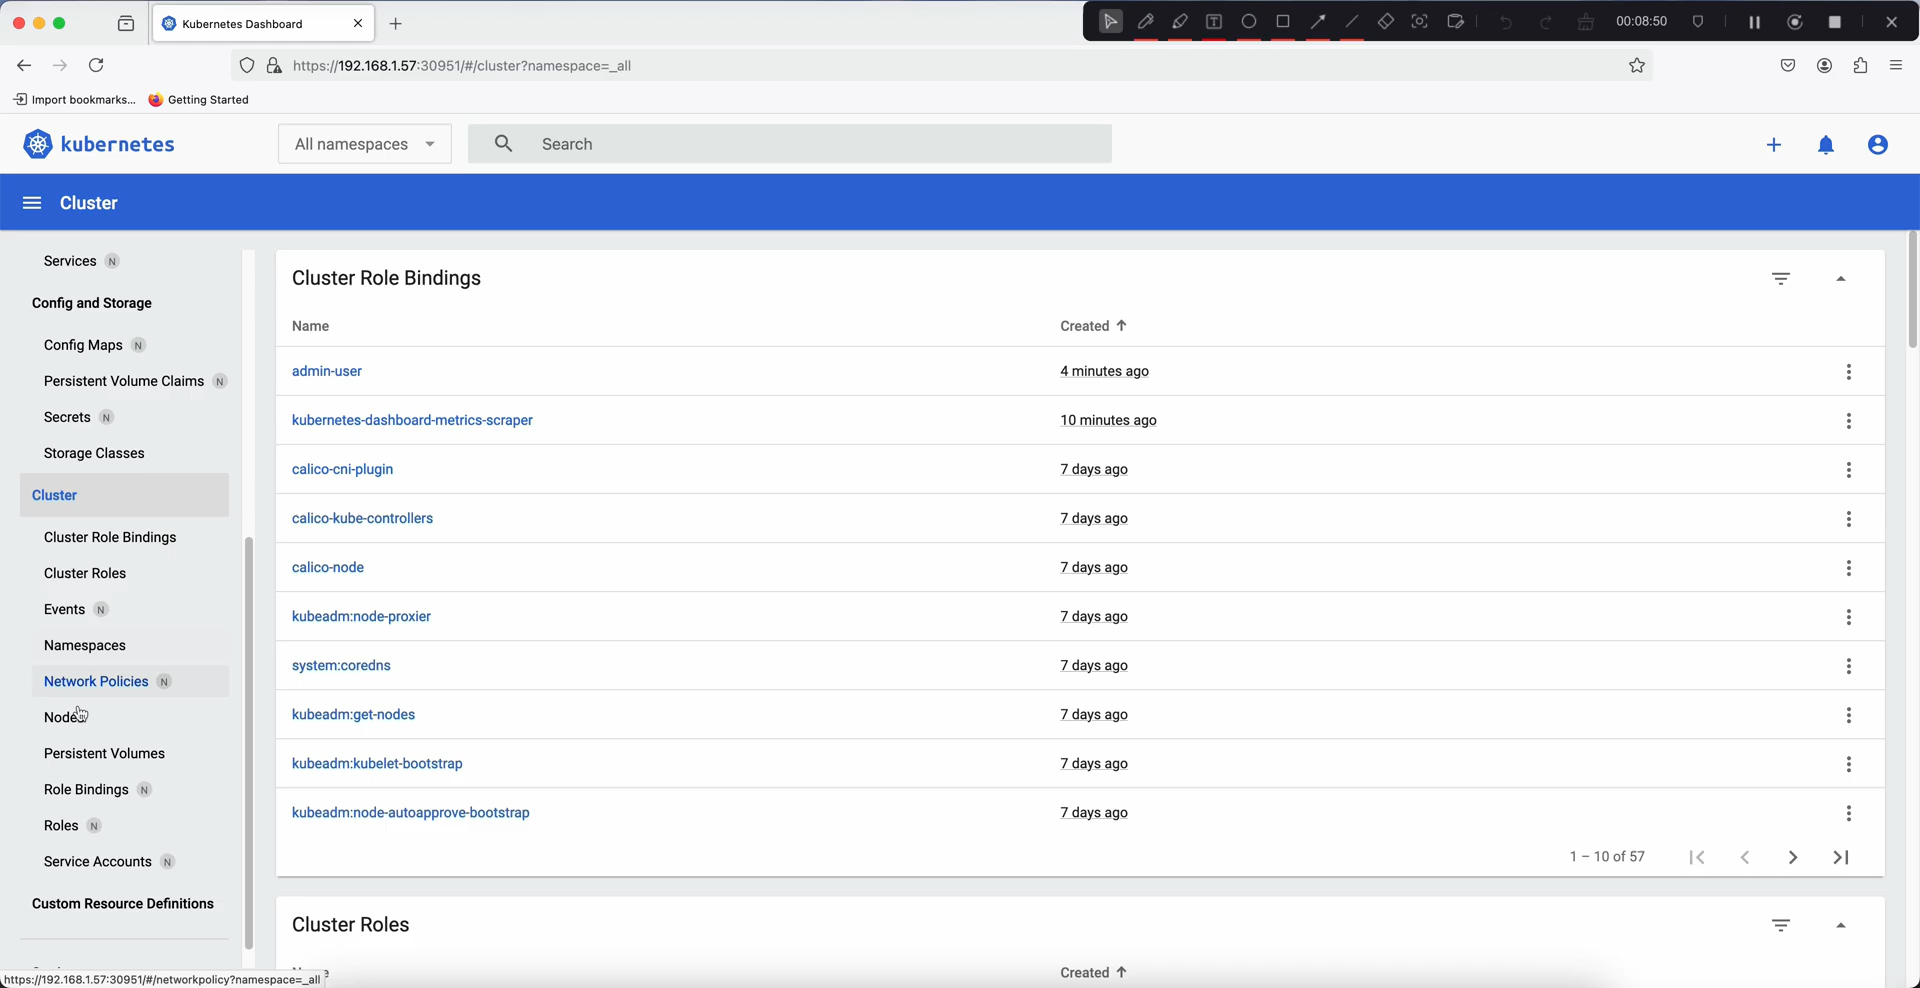 Kubernetes Dashboard
00:08:50
https://192.168.1.57:30951/#/cluster?namespace=_all
Import bookmarks...
Getting Started
kubernetes
All namespaces
Search
Cluster
Services N
Config and Storage
Config Maps N
Persistent Volume Claims N
Secrets N
Storage Classes
Cluster
Cluster Role Bindings
Cluster Roles
Events N
Namespaces
Network Policies N
Nodes
Persistent Volumes
Role Bindings N
Roles N
Service Accounts N
Custom Resource Definitions
https://192.168.1.57:30951/#/networkpolicy?namespace=_all
Cluster Role Bindings
Name Created
admin-user 4 minutes ago
kubernetes-dashboard-metrics-scraper 10 minutes ago
calico-cni-plugin 7 days ago
calico-kube-controllers 7 days ago
calico-node 7 days ago
kubeadm:node-proxier 7 days ago
system:coredns 7 days ago
kubeadm:get-nodes 7 days ago
kubeadm:kubelet-bootstrap 7 days ago
kubeadm:node-autoapprove-bootstrap 7 days ago
1 – 10 of 57
Cluster Roles
Created